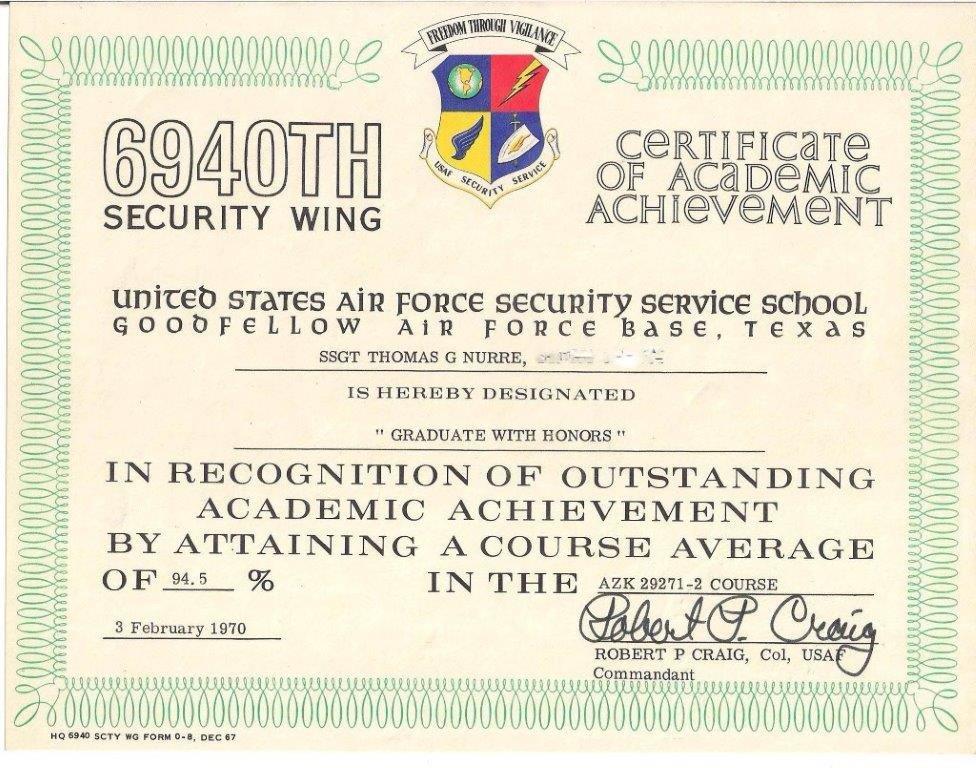 FREEDOM THROUGH VIGILANCE
USAF SECURITY SERVICE
6940TH
SECURITY WING
CERTIFICATE
OF ACADEMIC
ACHIEVEMENT
UNITED STATES AIR FORCE SECURITY SERVICE SCHOOL
GOODFELLOW AIR FORCE BASE, TEXAS
SSGT THOMAS G NURRE,
IS HEREBY DESIGNATED
" GRADUATE WITH HONORS "
IN RECOGNITION OF OUTSTANDING
ACADEMIC ACHIEVEMENT
BY ATTAINING A COURSE AVERAGE
OF 94.5 % IN THE AZK 29271-2 COURSE
3 February 1970
Robert P. Craig
ROBERT P CRAIG, Col, USAF
Commandant
HQ 6940 SCTY WG FORM 0-8, DEC 67